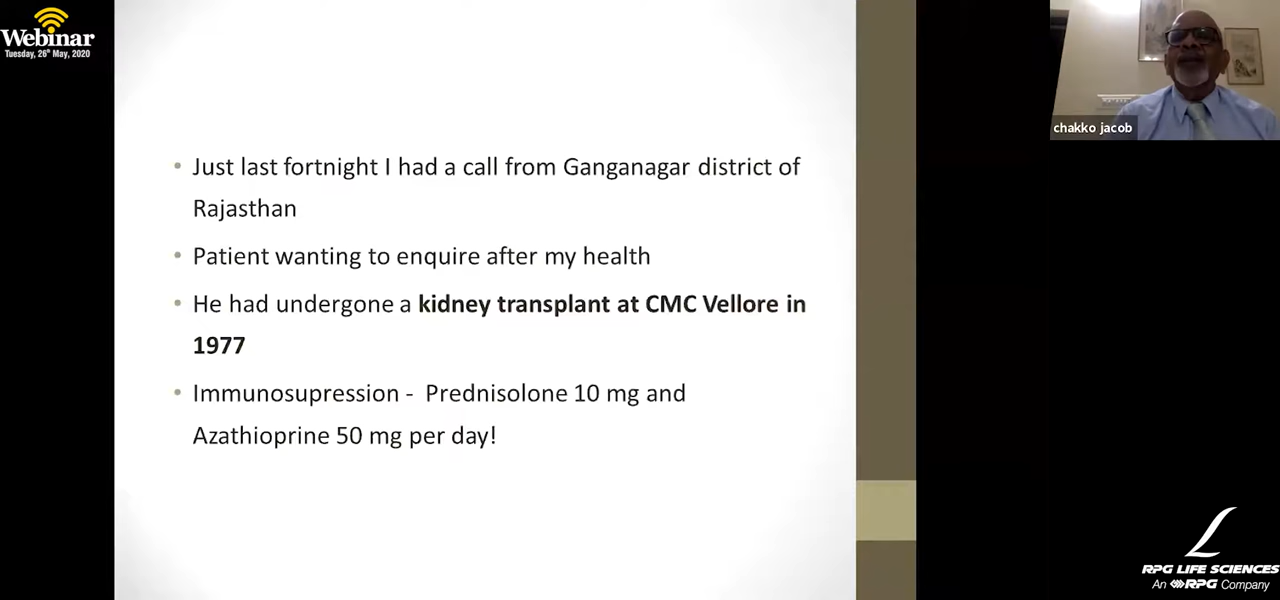 Webinar
Tuesday, 26th May, 2020
chakko jacob
• Just last fortnight I had a call from Ganganagar district of
Rajasthan
• Patient wanting to enquire after my health
• He had undergone a kidney transplant at CMC Vellore in
1977
• Immunosupression - Prednisolone 10 mg and
Azathioprine 50 mg per day!
RPG LIFE SCIENCES
An RPG Company